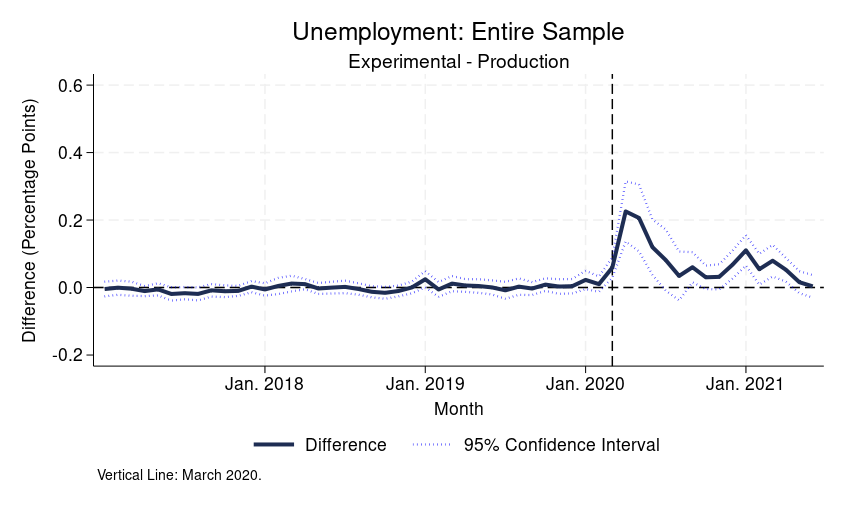 Unemployment: Entire Sample
Experimental - Production
Difference (Percentage Points)
0.6
0.4
0.2
0.0
-0.2
Jan. 2018 Jan. 2019 Jan. 2020 Jan. 2021
Month
Difference 95% Confidence Interval
Vertical Line: March 2020.